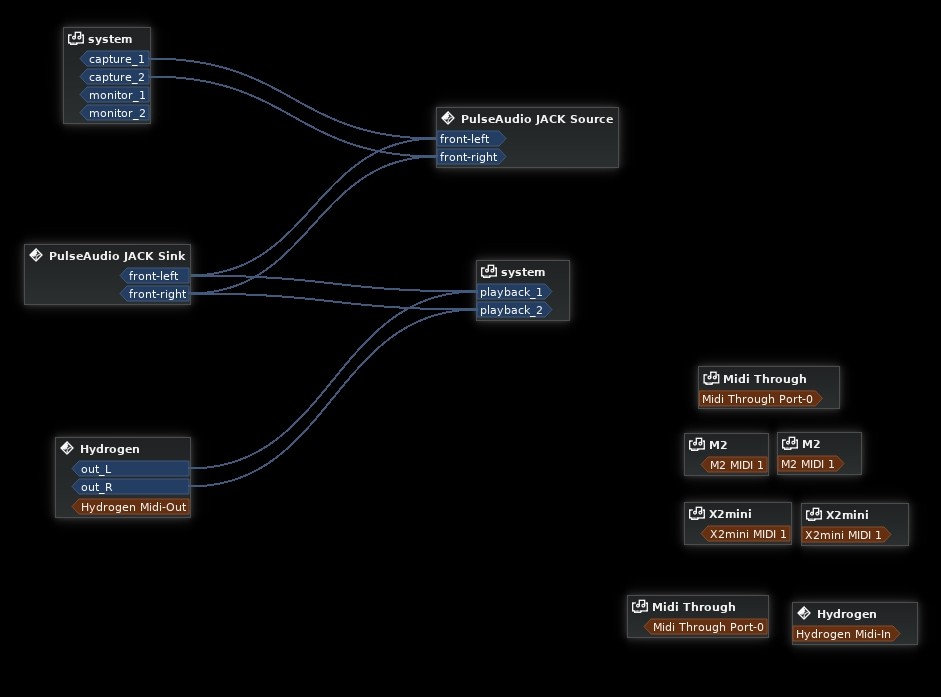 system
capture_1
capture_2
monitor_1
monitor_2
PulseAudio JACK Source
front-left
front-right
PulseAudio JACK Sink
front-left
front-right
system
playback_1
playback_2
Midi Through
Midi Through Port-0
Hydrogen
out_L
out_R
Hydrogen Midi-Out
M2
M2 MIDI 1
M2
M2 MIDI 1
X2mini
X2mini MIDI 1
X2mini
X2mini MIDI 1
Midi Through
Midi Through Port-0
Hydrogen
Hydrogen Midi-In